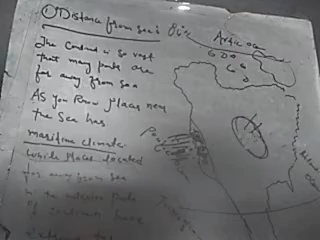 ① Distance from sea's
The Contind is so vast
that many parts are
far away from sea
As you know places near
the sea has
maritime climate.
While places located
far away from sea
in the interior parts
of continents have
Arctic ocean